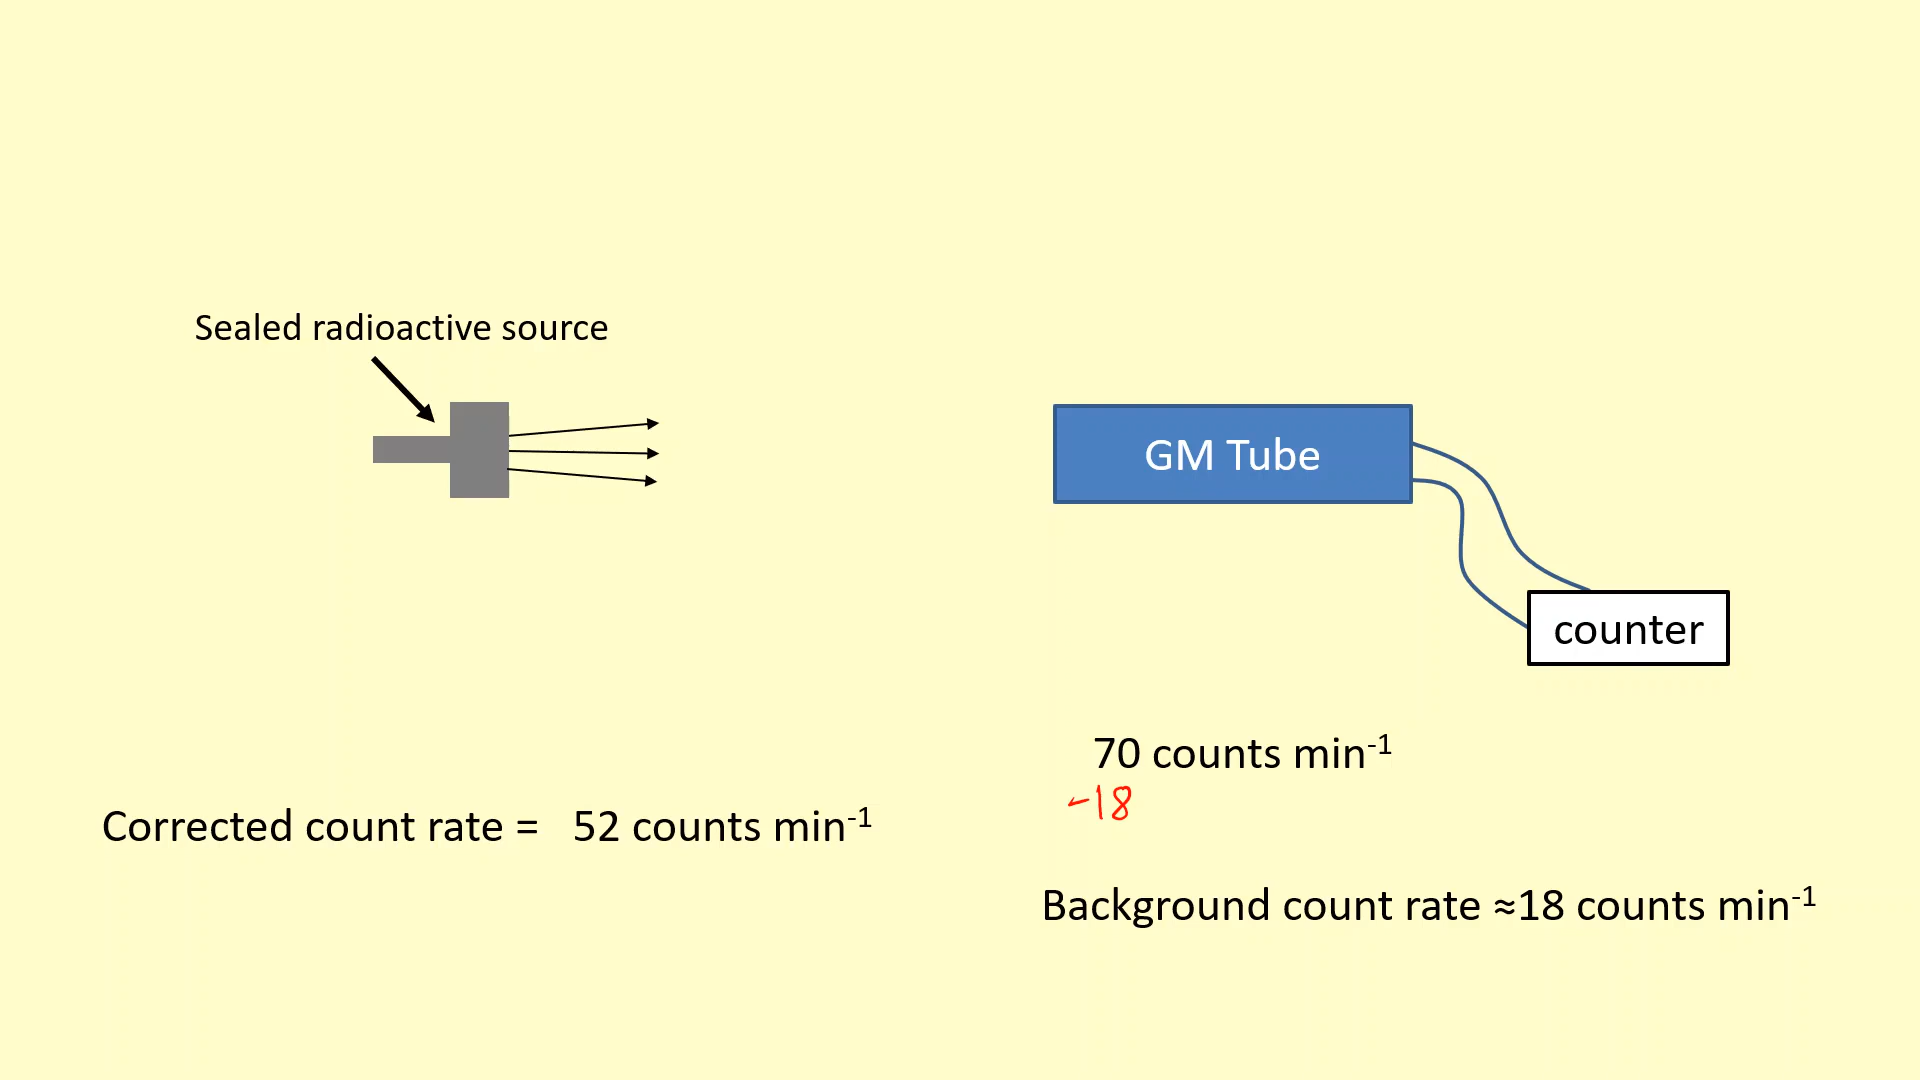 Sealed radioactive source
GM Tube
counter
70 counts min⁻¹
-18
Corrected count rate = 52 counts min⁻¹
Background count rate ≈18 counts min⁻¹